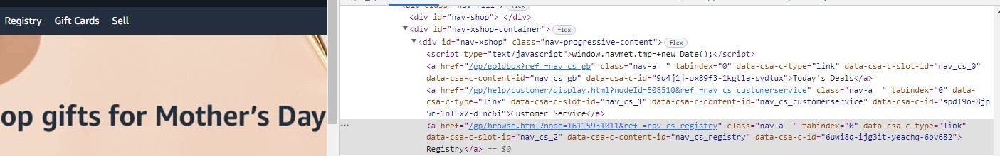 Registry Gift Cards Sell
op gifts for Mother's Day
<div id="nav-shop"> </div>
<div id="nav-xshop-container"> flex
<div id="nav-xshop" class="nav-progressive-content"> flex
<script type="text/javascript">window.navmet.tmp=+new Date();</script>
<a href="/gp/goldbox?ref_=nav_cs_gb" class="nav-a  " tabindex="0" data-csa-c-type="link" data-csa-c-slot-id="nav_cs_0"
data-csa-c-content-id="nav_cs_gb" data-csa-c-id="9q4j1j-ox89f3-1kgt1a-sydtux">Today's Deals</a>
<a href="/gp/help/customer/display.html?nodeId=508510&ref_=nav_cs_customerservice" class="nav-a  " tabindex="0" data-
csa-c-type="link" data-csa-c-slot-id="nav_cs_1" data-csa-c-content-id="nav_cs_customerservice" data-csa-c-id="spdl9o-8jp
5r-1n15x7-dfnc6i">Customer Service</a>
<a href="/gp/browse.html?node=16115931011&ref_=nav_cs_registry" class="nav-a  " tabindex="0" data-csa-c-type="link"
data-csa-c-slot-id="nav_cs_2" data-csa-c-content-id="nav_cs_registry" data-csa-c-id="6uwi8q-ijg3it-yeachq-6pv682">
Registry</a> == $0